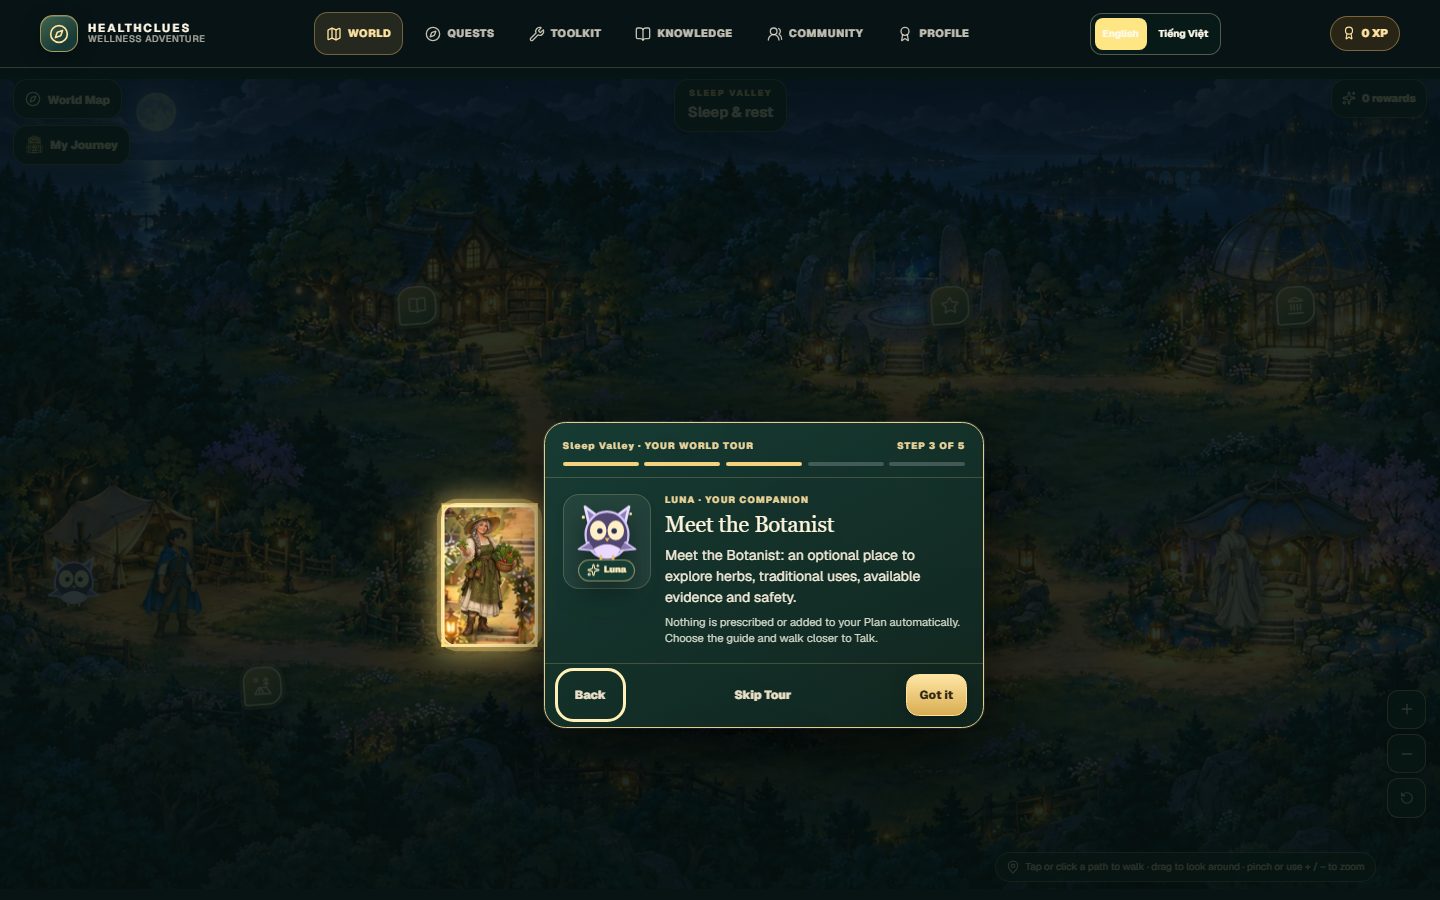 HEALTHCLUES
WELLNESS ADVENTURE
WORLD
QUESTS
TOOLKIT
KNOWLEDGE
COMMUNITY
PROFILE
English
Tiếng Việt
0 XP
World Map
My Journey
SLEEP VALLEY
Sleep & rest
0 rewards
Sleep Valley · YOUR WORLD TOUR
STEP 3 OF 5
LUNA · YOUR COMPANION
Meet the Botanist
Meet the Botanist: an optional place to
explore herbs, traditional uses, available
evidence and safety.
Luna
Nothing is prescribed or added to your Plan automatically.
Choose the guide and walk closer to Talk.
Back
Skip Tour
Got it
Tap or click a path to walk · drag to look around · pinch or use + / − to zoom